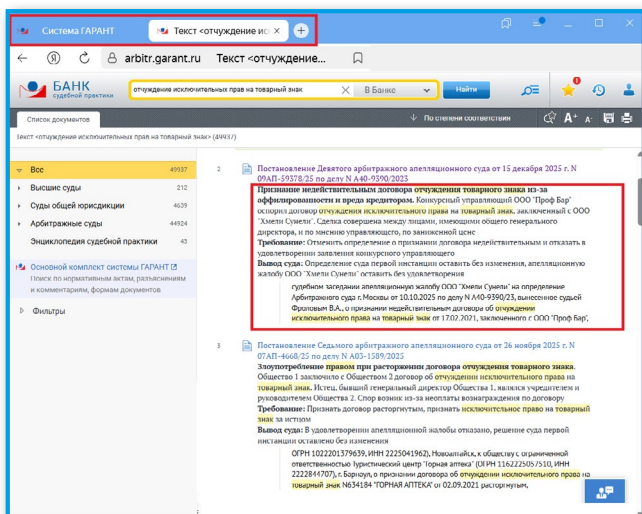 Система ГАРАНТ
Текст <отчуждение ис
arbitr.garant.ru Текст <отчуждение...
БАНК
судебной практики
отчуждение исключительных прав на товарный знак
В Банке
Найти
Список документов
По степени соответствия
Текст <отчуждение исключительных прав на товарный знак> (49937)
Все 49937
Высшие суды 212
Суды общей юрисдикции 4639
Арбитражные суды 44924
Энциклопедия судебной практики 43
Основной комплект системы ГАРАНТ
Поиск по нормативным актам, разъяснениям
и комментариям, формам документов
Фильтры
2 Постановление Девятого арбитражного апелляционного суда от 15 декабря 2025 г. N
09АП-59378/25 по делу N А40-9390/2023
Признание недействительным договора отчуждения товарного знака из-за
аффилированности и вреда кредиторам. Конкурсный управляющий ООО "Проф Бар"
оспорил договор отчуждения исключительного права на товарный знак, заключенный с ООО
"Хмели Сунели". Сделка совершена между лицами, имеющими общего генерального
директора, и по мнению управляющего, по заниженной цене
Требование: Отменить определение о признании договора недействительным и отказать в
удовлетворении заявления конкурсного управляющего
Вывод суда: Определение суда первой инстанции оставить без изменения, апелляционную
жалобу ООО "Хмели Сунели" оставить без удовлетворения
судебном заседании апелляционную жалобу ООО "Хмели Сунели" на определение
Арбитражного суда г. Москвы от 10.10.2025 по делу N А40-9390/23, вынесенное судьей
Фроловым В.А., о признании недействительным договора об отчуждении
исключительного права на товарный знак от 17.02.2021, заключенного с ООО "Проф Бар",
3 Постановление Седьмого арбитражного апелляционного суда от 26 ноября 2025 г. N
07АП-4668/25 по делу N А03-1589/2025
Злоупотребление правом при расторжении договора отчуждения товарного знака.
Общество 1 заключило с Обществом 2 договор об отчуждении исключительного права на
товарный знак. Истец, бывший генеральный директор Общества 1, являлся учредителем и
руководителем Общества 2. Спор возник из-за неоплаты вознаграждения по договору
Требование: Признать договор расторгнутым, признать исключительное право на товарный
знак за истцом
Вывод суда: В удовлетворении апелляционной жалобы отказано, решение суда первой
инстанции оставлено без изменения
ОГРН 1022201379639, ИНН 2225041962), Новоалтайск, к обществу с ограниченной
ответственностью Туристический центр "Горная аптека" (ОГРН 1162225057510, ИНН
2222844707), г. Барнаул, о признании договора об отчуждении исключительного права на
товарный знак N634184 "ГОРНАЯ АПТЕКА" от 02.09.2021 расторгнутым,